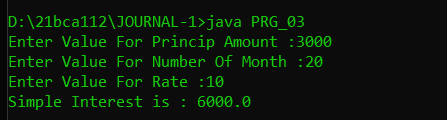 D:\21bca112\JOURNAL-1>java PRG_03
Enter Value For Princip Amount :3000
Enter Value For Number Of Month :20
Enter Value For Rate :10
Simple Interest is : 6000.0